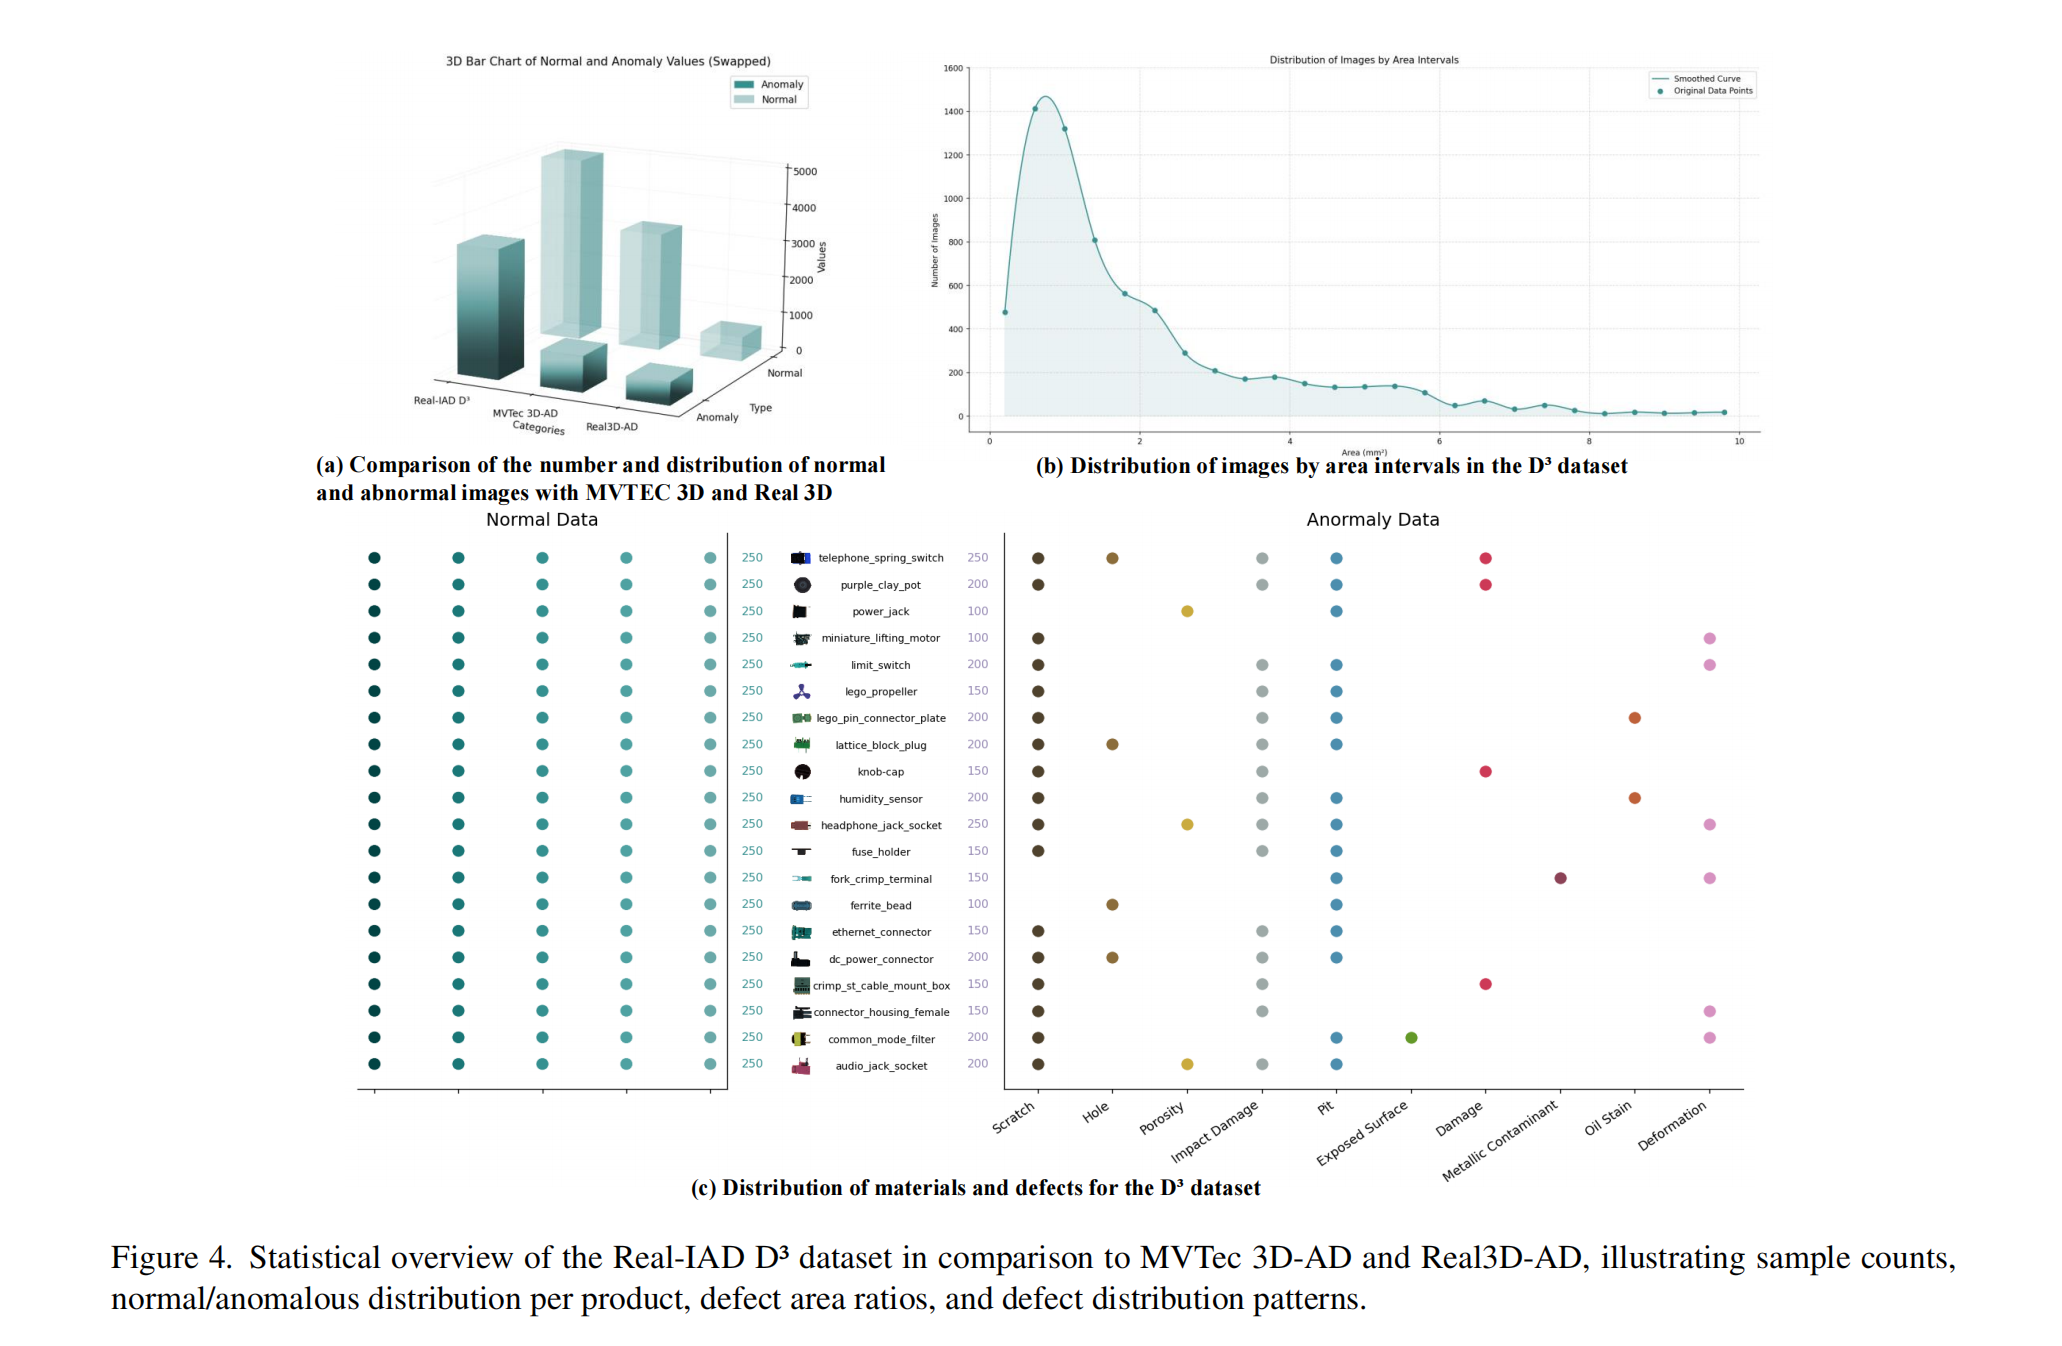 3D Bar Chart of Normal and Anomaly Values (Swapped)
Anomaly
Normal
5000
4000
3000
2000
1000
0
Values
Normal
Anomaly
Type
Real-IAD D³
MVTec 3D-AD
Real3D-AD
Categories
(a) Comparison of the number and distribution of normal
and abnormal images with MVTEC 3D and Real 3D
Distribution of Images by Area Intervals
Smoothed Curve
Original Data Points
1600
1400
1200
1000
800
600
400
200
0
Number of Images
0 2 4 6 8 10
Area (mm²)
(b) Distribution of images by area intervals in the D³ dataset
Normal Data
Anormaly Data
250 telephone_spring_switch 250
250 purple_clay_pot 200
250 power_jack 100
250 miniature_lifting_motor 100
250 limit_switch 200
250 lego_propeller 150
250 lego_pin_connector_plate 200
250 lattice_block_plug 200
250 knob-cap 150
250 humidity_sensor 200
250 headphone_jack_socket 250
250 fuse_holder 150
250 fork_crimp_terminal 150
250 ferrite_bead 100
250 ethernet_connector 150
250 dc_power_connector 200
250 crimp_st_cable_mount_box 150
250 connector_housing_female 150
250 common_mode_filter 200
250 audio_jack_socket 200
Scratch
Hole
Porosity
Impact Damage
Pit
Exposed Surface
Damage
Metallic Contaminant
Oil Stain
Deformation
(c) Distribution of materials and defects for the D³ dataset
Figure 4. Statistical overview of the Real-IAD D³ dataset in comparison to MVTec 3D-AD and Real3D-AD, illustrating sample counts,
normal/anomalous distribution per product, defect area ratios, and defect distribution patterns.